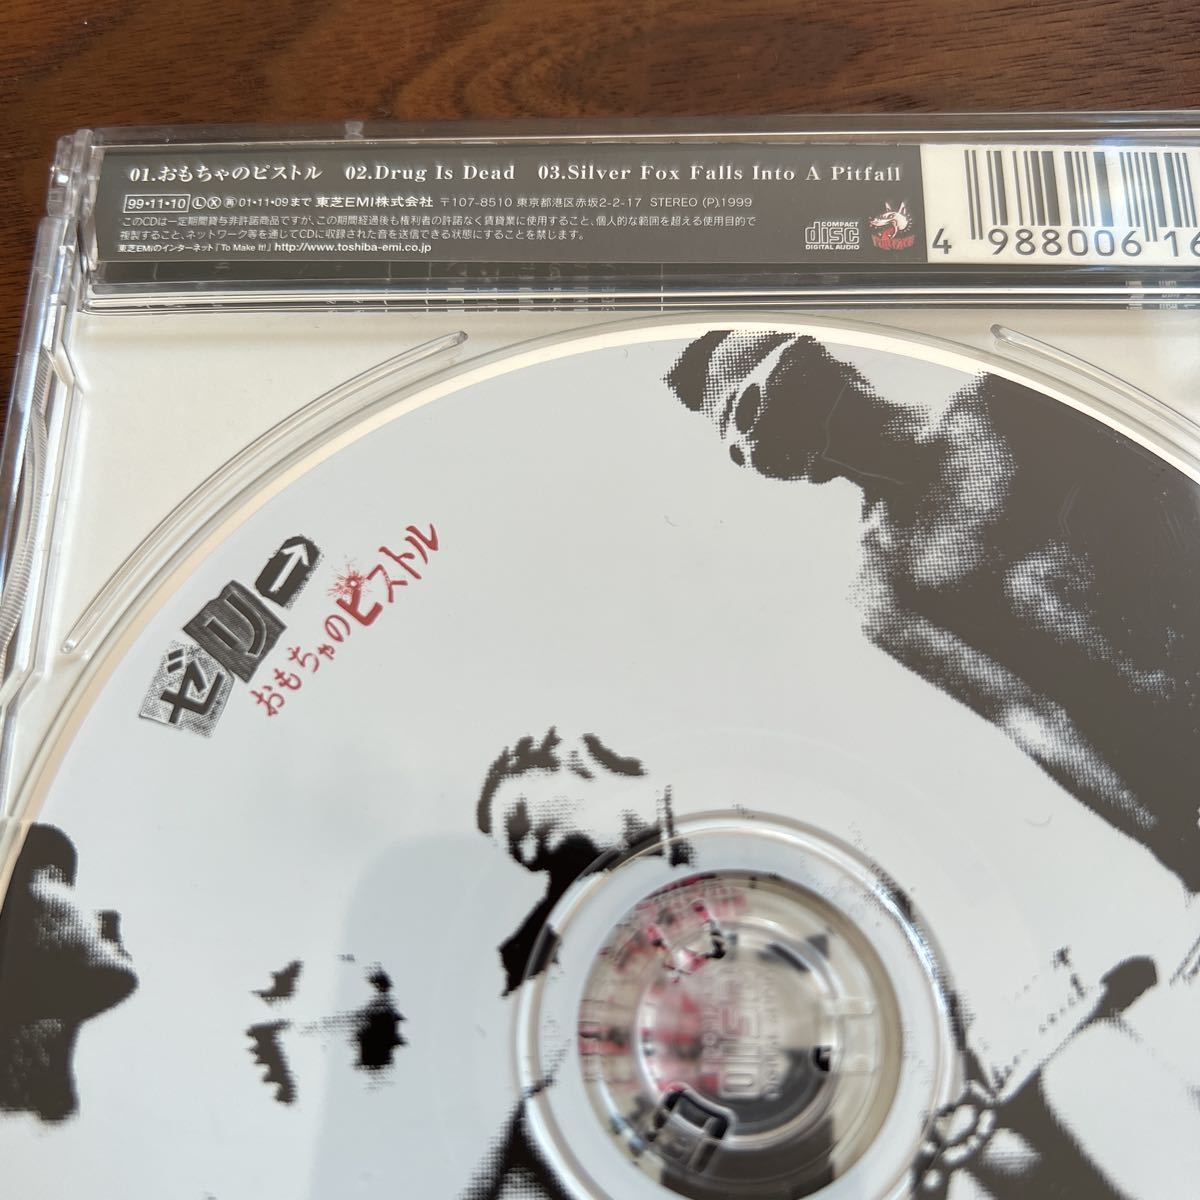 01.おもちゃのピストル 02.Drug Is Dead 03.Silver Fox Falls Into A Pitfall
99・11・10 Ⓛ Ⓧ 再 01・11・09まで 東芝EMI株式会社 〒107-8510 東京都港区赤坂2-2-17 STEREO (P).1999
このCDは一定期間貸与非許諾商品ですが、この期間経過後も権利者の許諾なく賃貸業に使用すること、個人的な範囲を超える使用目的で
複製すること、ネットワーク等を通じてCDに収録された音を送信できる状態にすることを禁じます。
東芝EMIのインターネット「To Make It!」http://www.toshiba-emi.co.jp
COMPACT
disc
DIGITAL AUDIO
4 988006 16
ゼリ→
おもちゃのピストル